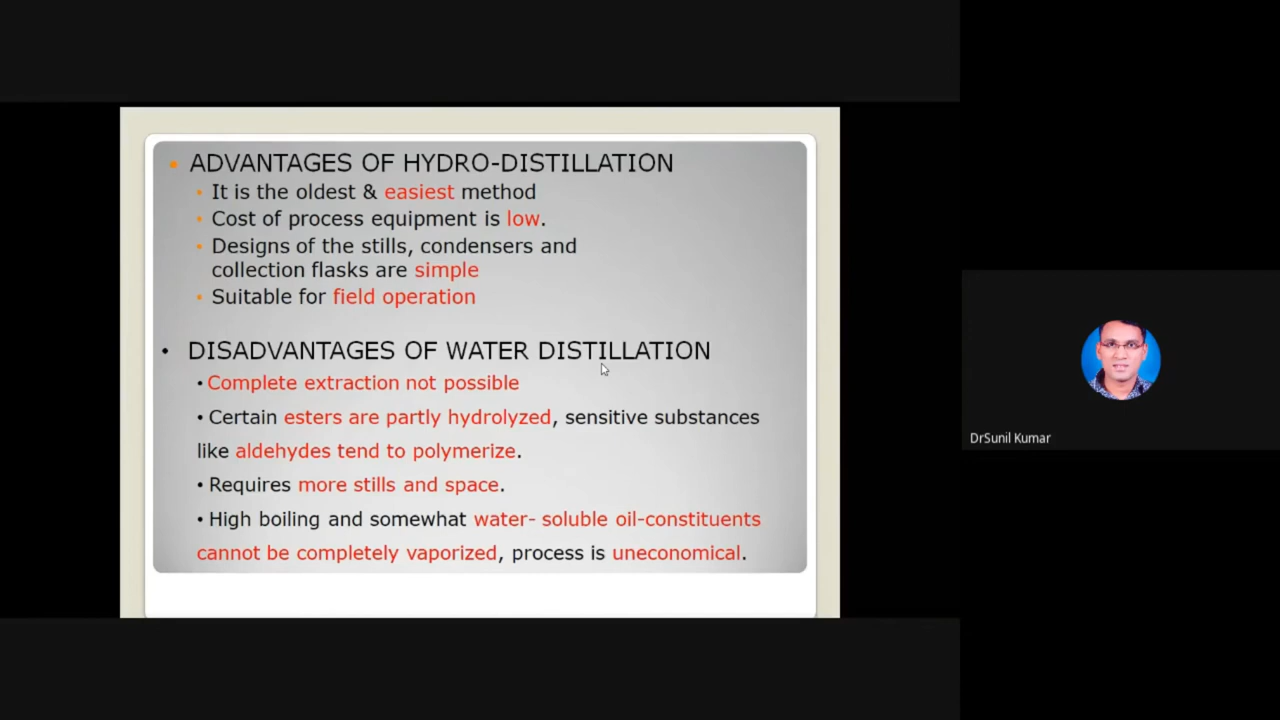 ADVANTAGES OF HYDRO-DISTILLATION
It is the oldest & easiest method
Cost of process equipment is low.
Designs of the stills, condensers and
collection flasks are simple
Suitable for field operation
DISADVANTAGES OF WATER DISTILLATION
Complete extraction not possible
Certain esters are partly hydrolyzed, sensitive substances
like aldehydes tend to polymerize.
Requires more stills and space.
High boiling and somewhat water- soluble oil-constituents
cannot be completely vaporized, process is uneconomical.
DrSunil Kumar